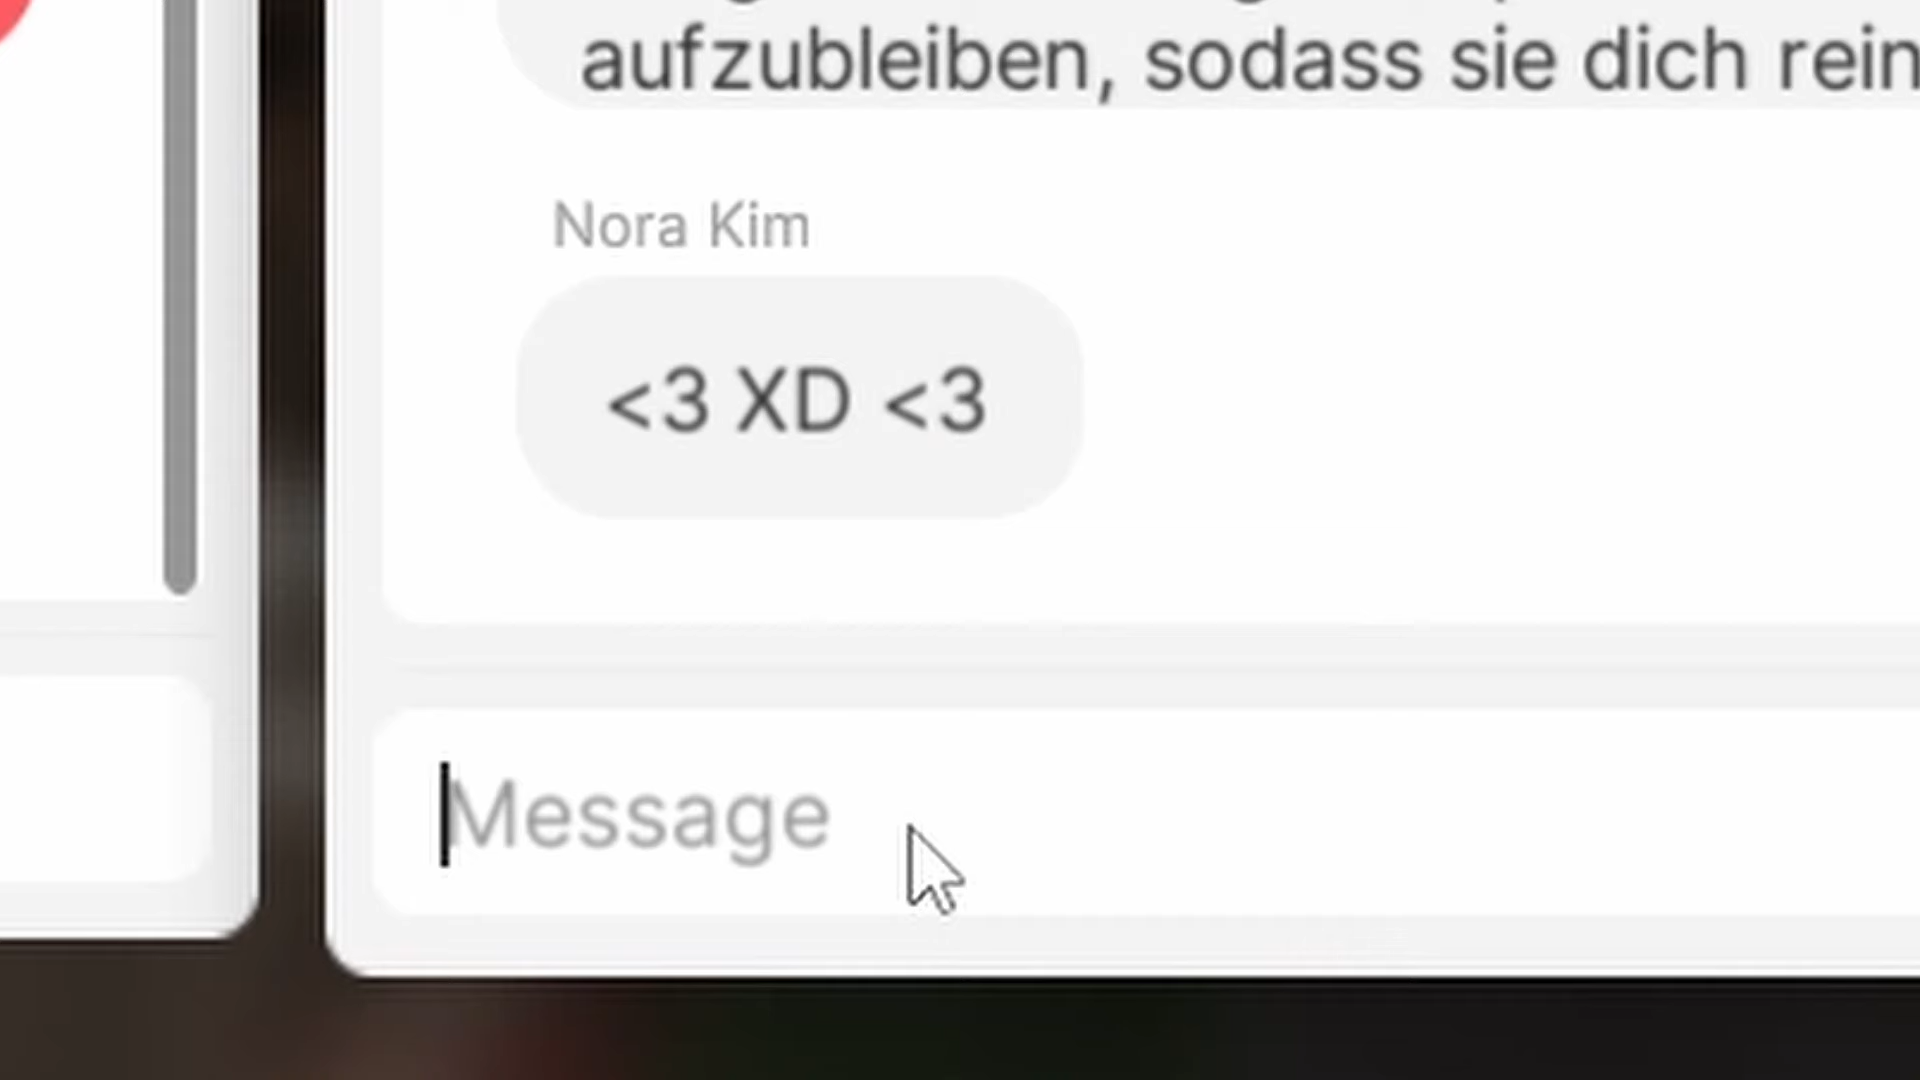 aufzubleiben, sodass sie dich rein
Nora Kim
<3 XD <3
Message